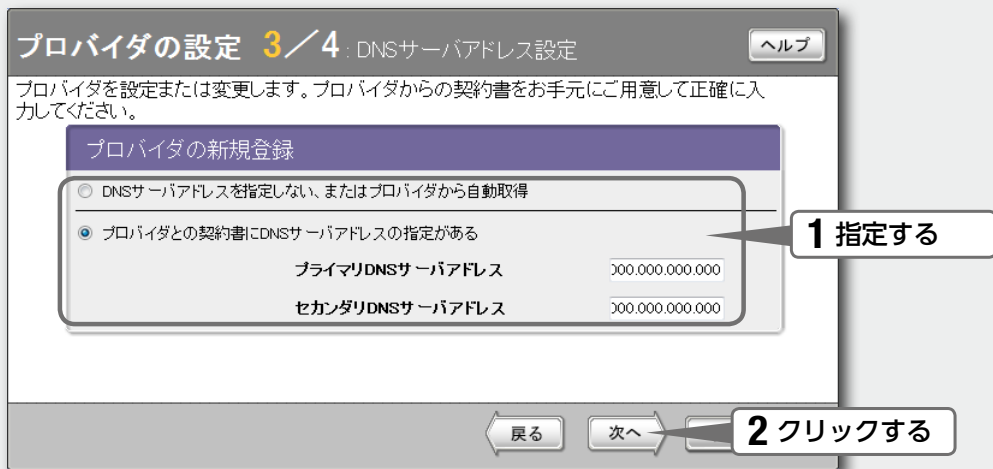 プロバイダの設定 3／4 : DNSサーバアドレス設定
ヘルプ
プロバイダを設定または変更します。プロバイダからの契約書をお手元にご用意して正確に入
力してください。
プロバイダの新規登録
DNSサーバアドレスを指定しない、またはプロバイダから自動取得
プロバイダとの契約書にDNSサーバアドレスの指定がある
1 指定する
プライマリDNSサーバアドレス 000.000.000.000
セカンダリDNSサーバアドレス 000.000.000.000
戻る
次へ
2 クリックする